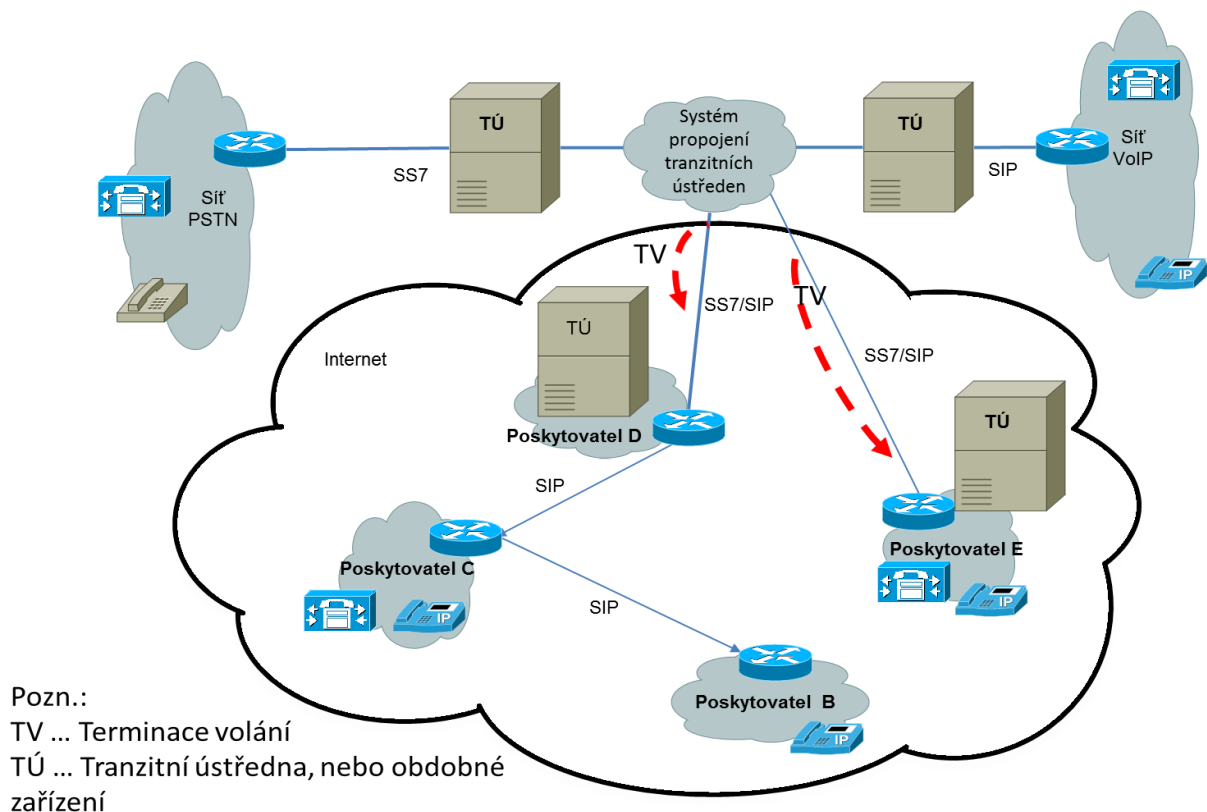 TÚ
Systém
propojení
tranzitních
ústředen
TÚ
SS7
SIP
Síť
PSTN
Síť
VoIP
IP
TV
TV
SS7/SIP
SS7/SIP
TÚ
Internet
Poskytovatel D
TÚ
SIP
Poskytovatel C
IP
Poskytovatel E
IP
SIP
Poskytovatel B
IP
Pozn.:
TV ... Terminace volání
TÚ ... Tranzitní ústředna, nebo obdobné
zařízení